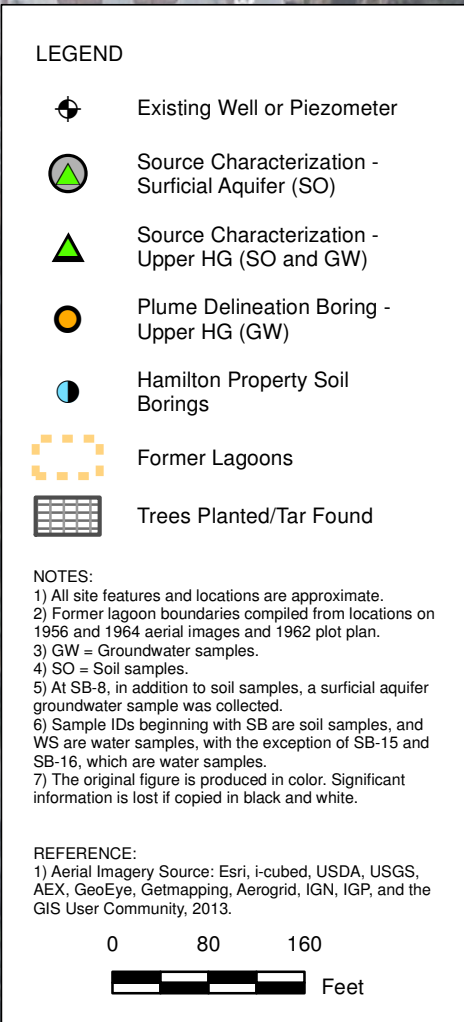 LEGEND
Existing Well or Piezometer
Source Characterization -
Surficial Aquifer (SO)
Source Characterization -
Upper HG (SO and GW)
Plume Delineation Boring -
Upper HG (GW)
Hamilton Property Soil
Borings
Former Lagoons
Trees Planted/Tar Found
NOTES:
1) All site features and locations are approximate.
2) Former lagoon boundaries compiled from locations on
1956 and 1964 aerial images and 1962 plot plan.
3) GW = Groundwater samples.
4) SO = Soil samples.
5) At SB-8, in addition to soil samples, a surficial aquifer
groundwater sample was collected.
6) Sample IDs beginning with SB are soil samples, and
WS are water samples, with the exception of SB-15 and
SB-16, which are water samples.
7) The original figure is produced in color. Significant
information is lost if copied in black and white.
REFERENCE:
1) Aerial Imagery Source: Esri, i-cubed, USDA, USGS,
AEX, GeoEye, Getmapping, Aerogrid, IGN, IGP, and the
GIS User Community, 2013.
0 80 160
Feet